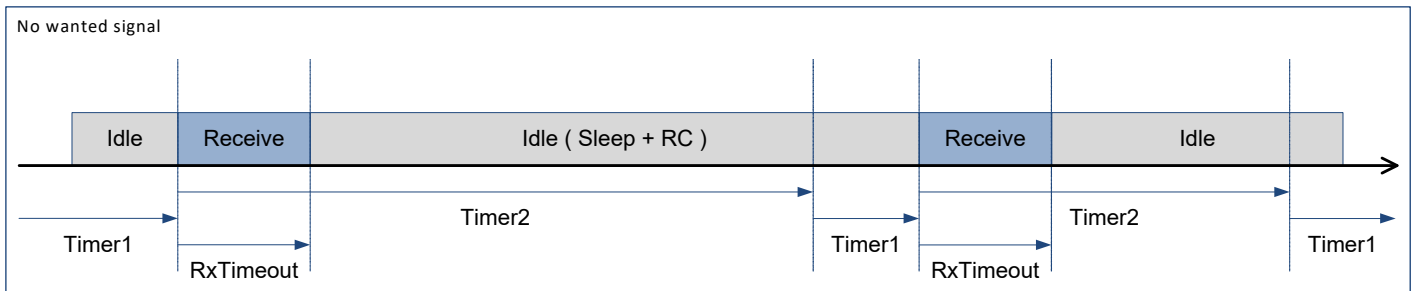 No wanted signal
Idle Receive Idle ( Sleep + RC ) Receive Idle
Timer2 Timer2
Timer1 Timer1 Timer1
RxTimeout RxTimeout